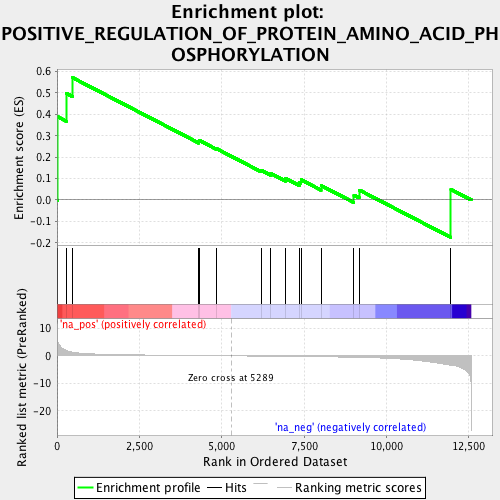 Enrichment plot:
POSITIVE_REGULATION_OF_PROTEIN_AMINO_ACID_PH
OSPHORYLATION
Enrichment score (ES)
0.6
0.5
0.4
0.3
0.2
0.1
0.0
-0.1
-0.2
'na_pos' (positively correlated)
Ranked list metric (PreRanked)
10
0
-10
-20
Zero cross at 5289
'na_neg' (negatively correlated)
0
2,500
5,000
7,500
10,000
12,500
Rank in Ordered Dataset
Enrichment profile
Hits
Ranking metric scores